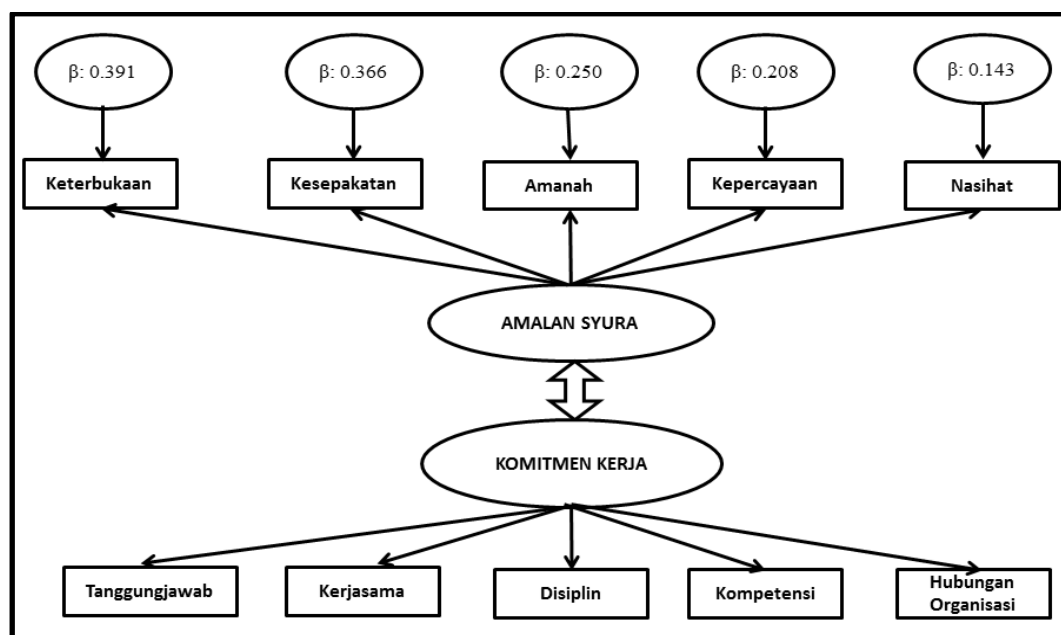 β: 0.391
β: 0.366
β: 0.250
β: 0.208
β: 0.143
Keterbukaan
Kesepakatan
Amanah
Kepercayaan
Nasihat
AMALAN SYURA
KOMITMEN KERJA
Tanggungjawab
Kerjasama
Disiplin
Kompetensi
Hubungan
Organisasi